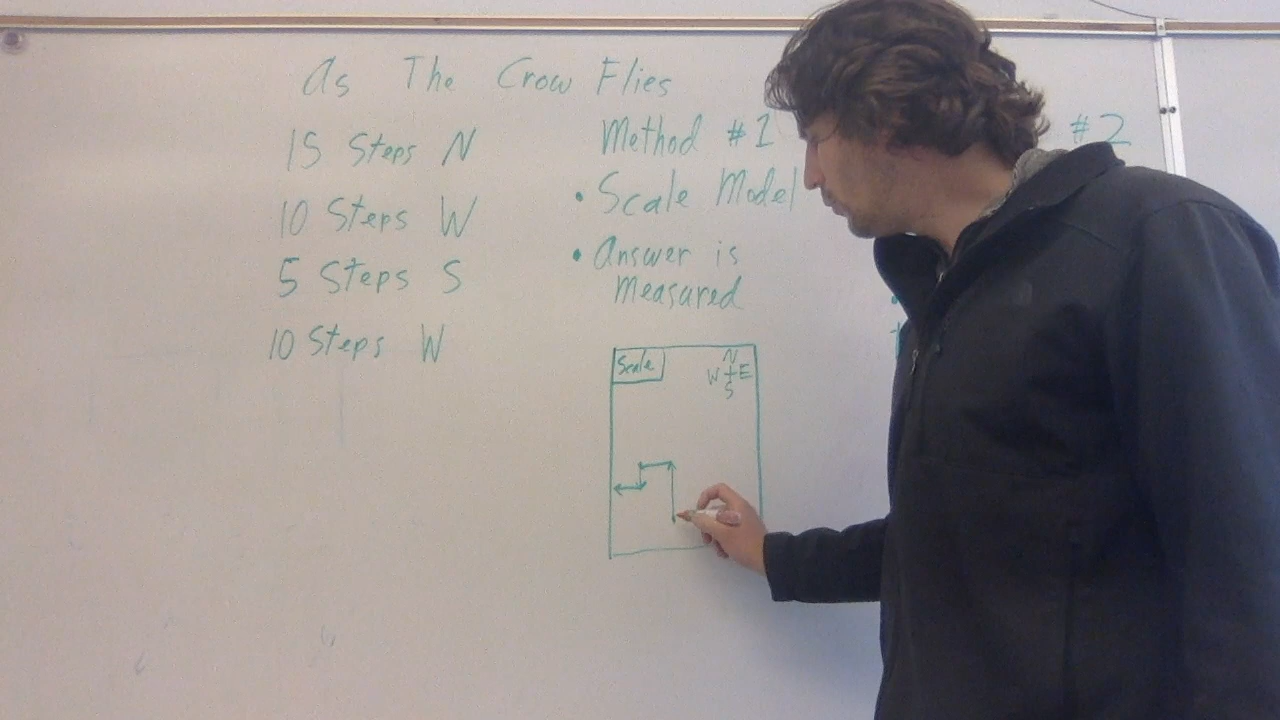 As The Crow Flies
15 Steps N
10 Steps W
5 Steps S
10 Steps W
Method #1
• Scale Model
• Answer is
Measured
Scale
N
W E
S
#2